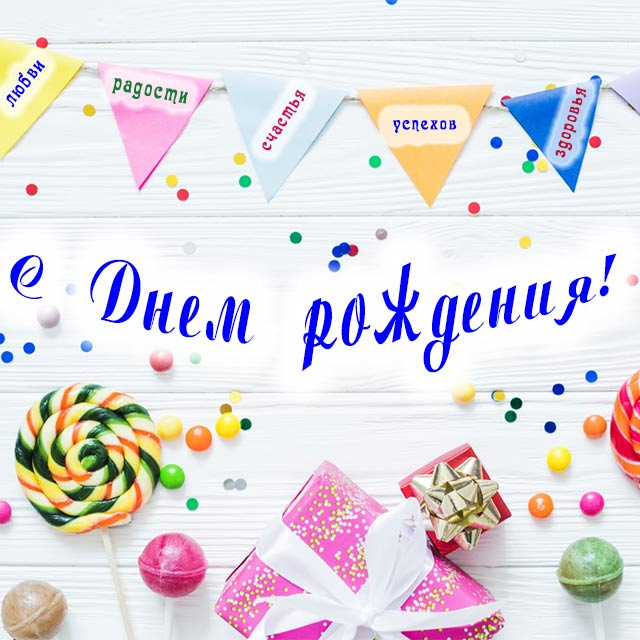 любви
радости
счастья
успехов
здоровья
С Днем рождения!